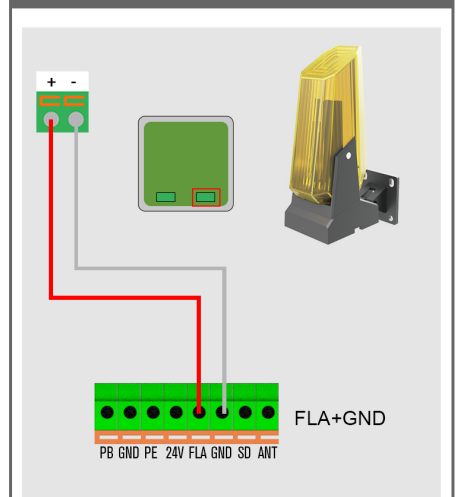 + -
FLA+GND
PB GND PE 24V FLA GND SD ANT